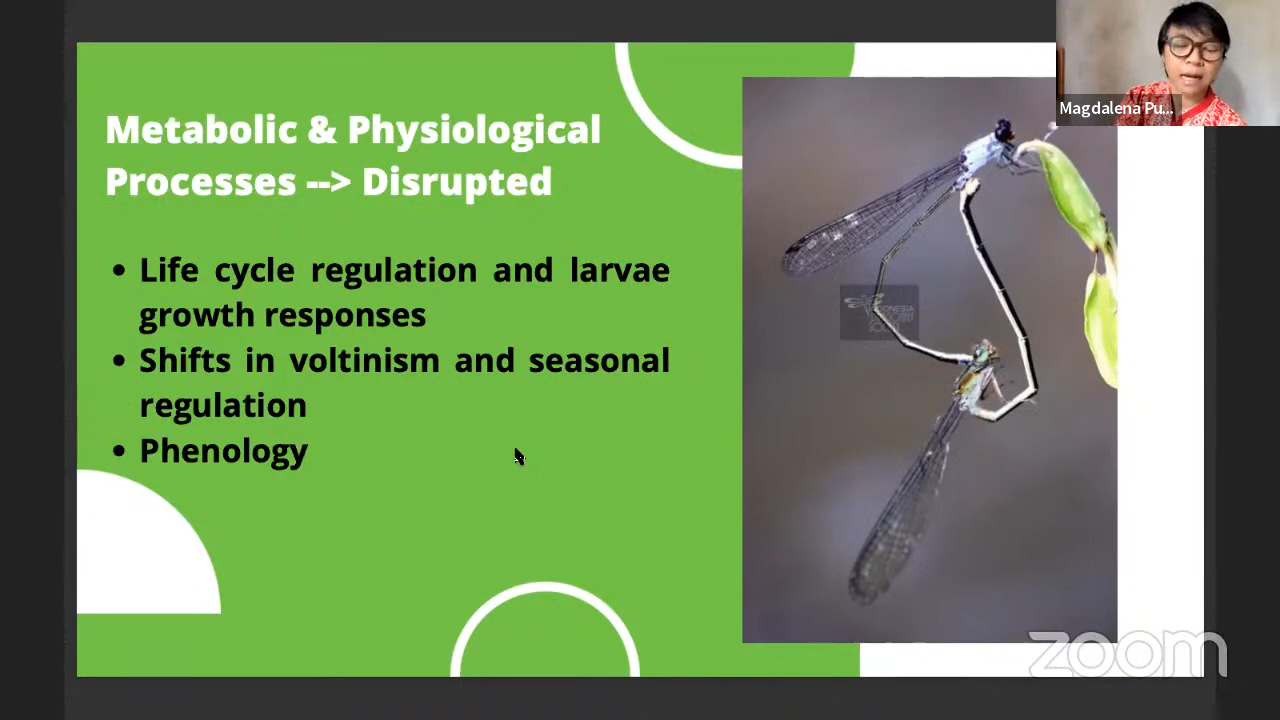 Magdalena Pu...
Metabolic & Physiological
Processes --> Disrupted
• Life cycle regulation and larvae
growth responses
• Shifts in voltinism and seasonal
regulation
• Phenology
INDONESIA
zoom